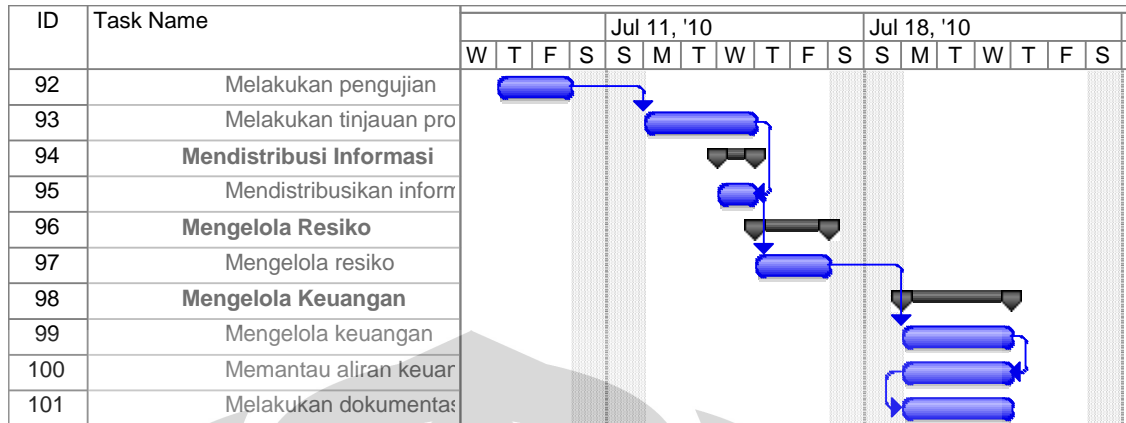 ID Task Name Jul 11, '10 Jul 18, '10
W T F S S M T W T F S S M T W T F S
92 Melakukan pengujian
93 Melakukan tinjauan pro
94 Mendistribusi Informasi
95 Mendistribusikan inform
96 Mengelola Resiko
97 Mengelola resiko
98 Mengelola Keuangan
99 Mengelola keuangan
100 Memantau aliran keuan
101 Melakukan dokumentas